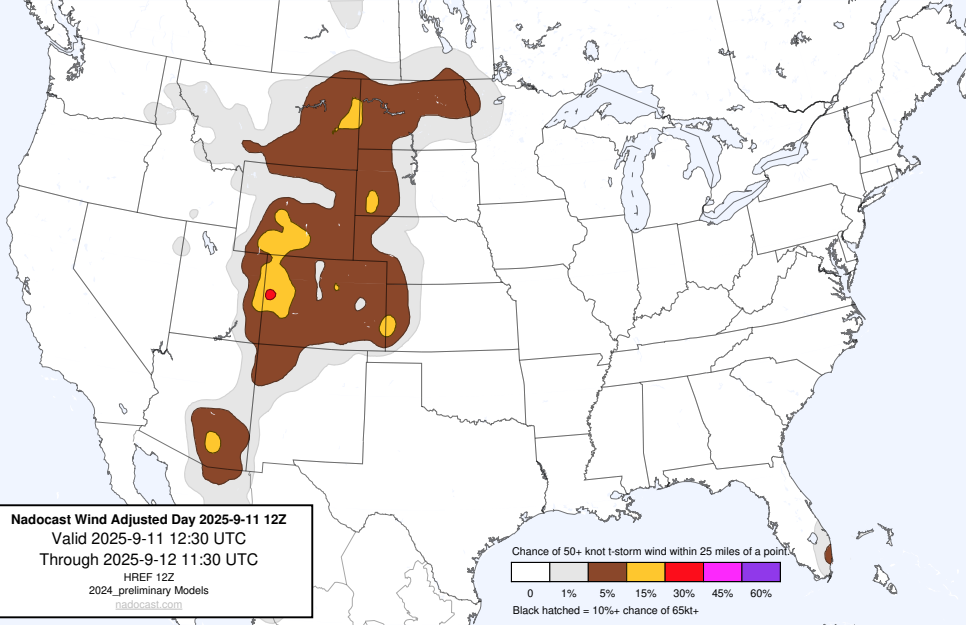 Nadocast Wind Adjusted Day 2025-9-11 12Z
Valid 2025-9-11 12:30 UTC
Through 2025-9-12 11:30 UTC
HREF 12Z
2024_preliminary Models
nadocast.com
Chance of 50+ knot t-storm wind within 25 miles of a point.
0 1% 5% 15% 30% 45% 60%
Black hatched = 10%+ chance of 65kt+